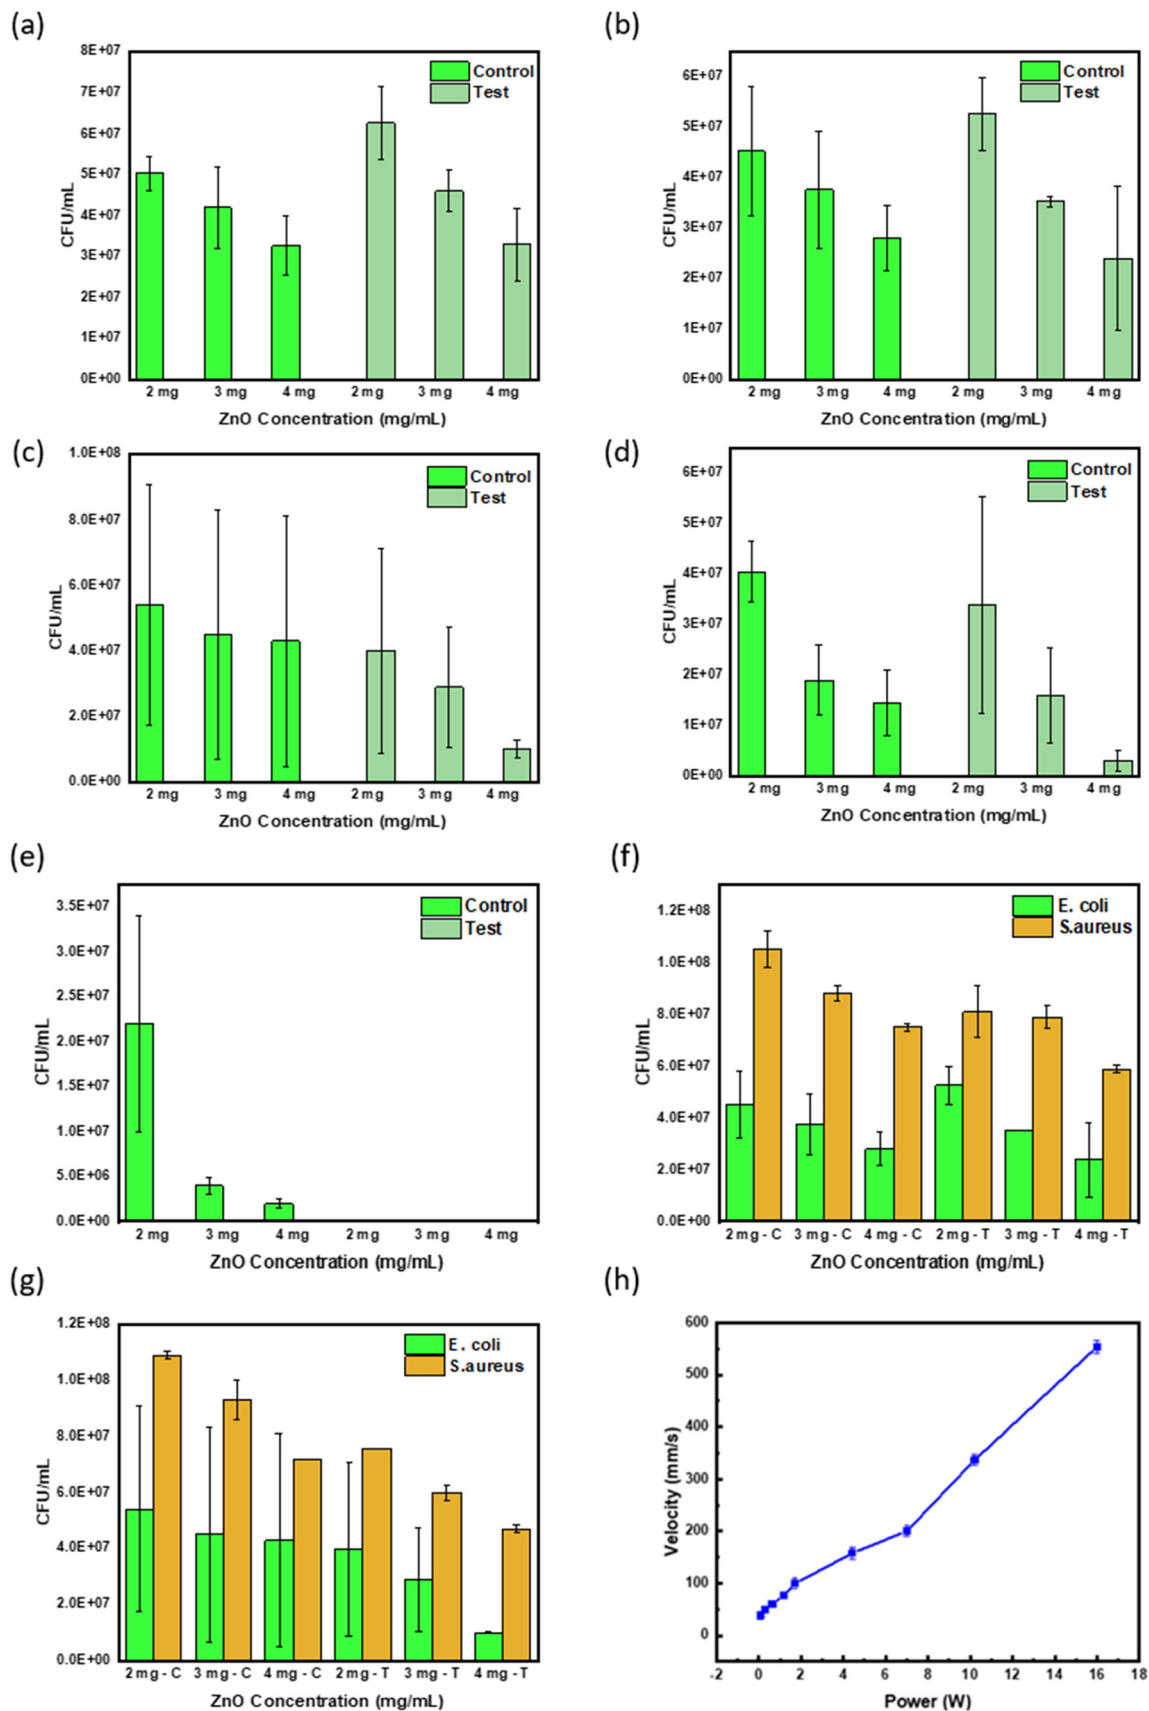 (a)
8E+07
7E+07
6E+07
5E+07
4E+07
3E+07
2E+07
1E+07
0E+00
CFU/mL
Control
Test
2 mg 3 mg 4 mg 2 mg 3 mg 4 mg
ZnO Concentration (mg/mL)
(b)
6E+07
5E+07
4E+07
3E+07
2E+07
1E+07
0E+00
CFU/mL
Control
Test
2 mg 3 mg 4 mg 2 mg 3 mg 4 mg
ZnO Concentration (mg/mL)
(c)
1.0E+08
8.0E+07
6.0E+07
4.0E+07
2.0E+07
0.0E+00
CFU/mL
Control
Test
2 mg 3 mg 4 mg 2 mg 3 mg 4 mg
ZnO Concentration (mg/mL)
(d)
6E+07
5E+07
4E+07
3E+07
2E+07
1E+07
0E+00
CFU/mL
Control
Test
2 mg 3 mg 4 mg 2 mg 3 mg 4 mg
ZnO Concentration (mg/mL)
(e)
3.5E+07
3.0E+07
2.5E+07
2.0E+07
1.5E+07
1.0E+07
5.0E+06
0.0E+00
CFU/mL
Control
Test
2 mg 3 mg 4 mg 2 mg 3 mg 4 mg
ZnO Concentration (mg/mL)
(f)
1.2E+08
1.0E+08
8.0E+07
6.0E+07
4.0E+07
2.0E+07
0.0E+00
CFU/mL
E. coli
S.aureus
2 mg - C 3 mg - C 4 mg - C 2 mg - T 3 mg - T 4 mg - T
ZnO Concentration (mg/mL)
(g)
1.2E+08
1.0E+08
8.0E+07
6.0E+07
4.0E+07
2.0E+07
0.0E+00
CFU/mL
E. coli
S.aureus
2 mg - C 3 mg - C 4 mg - C 2 mg - T 3 mg - T 4 mg - T
ZnO Concentration (mg/mL)
(h)
600
500
400
300
200
100
0
Velocity (mm/s)
-2 0 2 4 6 8 10 12 14 16 18
Power (W)